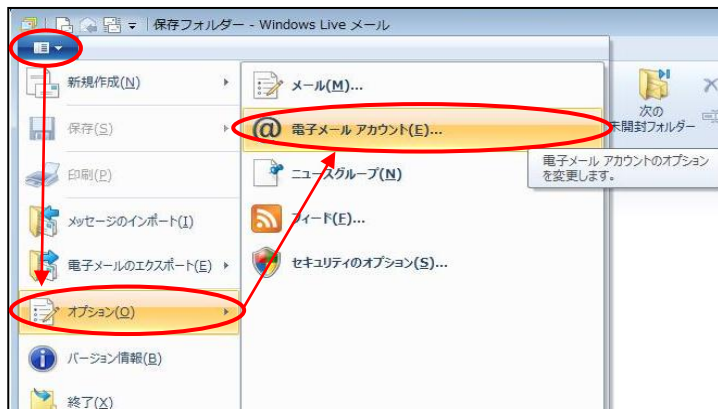 保存フォルダー - Windows Live メール
新規作成(N)
保存(S)
印刷(P)
メッセージのインポート(I)
電子メールのエクスポート(E)
オプション(O)
バージョン情報(B)
終了(X)
メール(M)...
電子メール アカウント(E)...
ニュースグループ(N)
フィード(F)...
セキュリティのオプション(S)...
次の
未開封フォルダー
電子メール アカウントのオプション
を変更します。